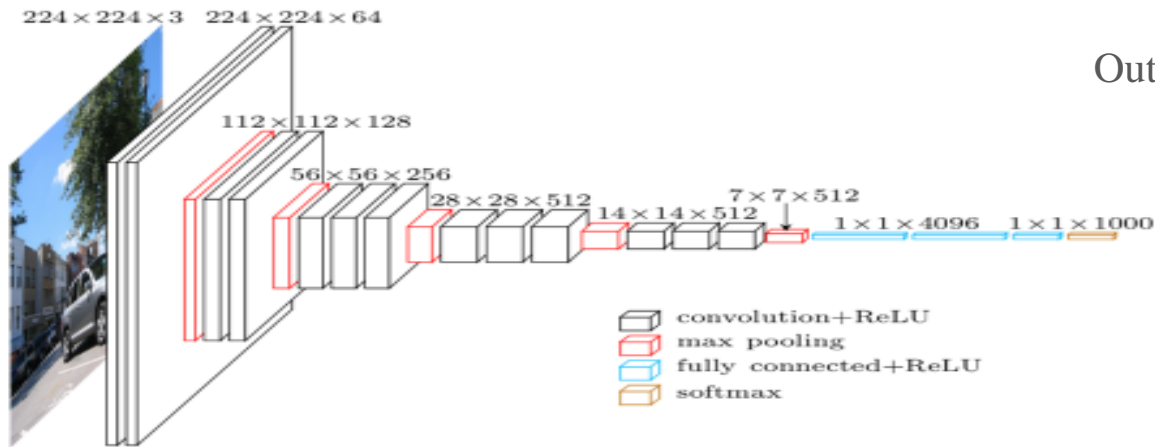 224×224×3
224×224×64
Out
112×112×128
56×56×256
28×28×512
14×14×512
7×7×512
1×1×4096
1×1×1000
convolution+ReLU
max pooling
fully connected+ReLU
softmax